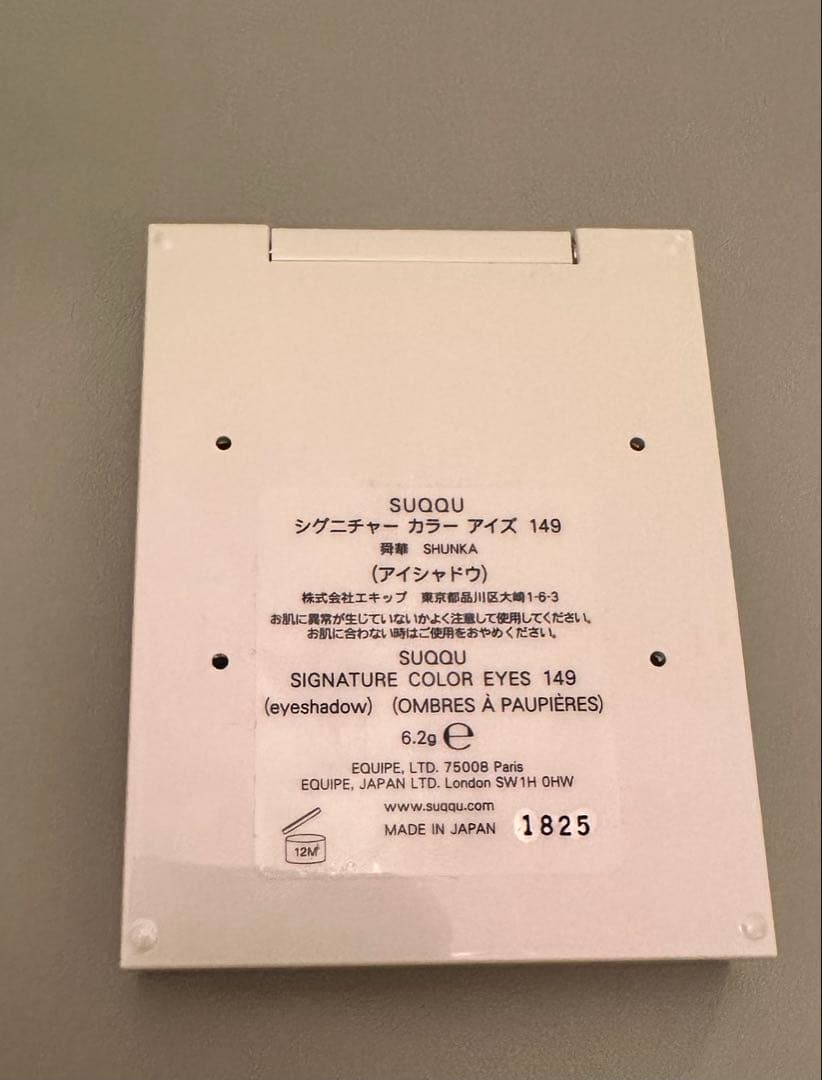 SUQQU
シグニチャー カラー アイズ 149
舜華 SHUNKA
(アイシャドウ)
株式会社エキップ 東京都品川区大崎1-6-3
お肌に異常が生じていないかよく注意して使用してください。
お肌に合わない時はご使用をおやめください。
SUQQU
SIGNATURE COLOR EYES 149
(eyeshadow) (OMBRES À PAUPIÈRES)
6.2g ℮
EQUIPE, LTD. 75008 Paris
EQUIPE, JAPAN LTD. London SW1H 0HW
www.suqqu.com
MADE IN JAPAN 1825
12M